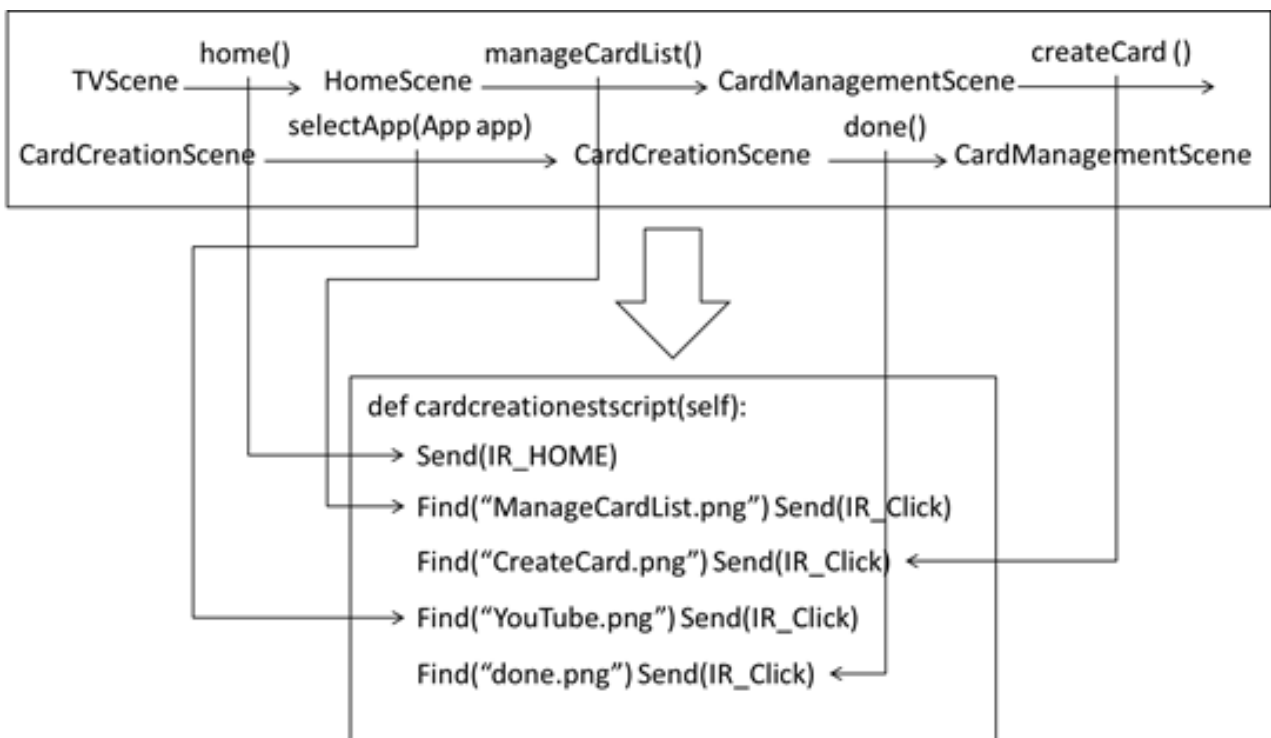 home() manageCardList() createCard ()
TVScene HomeScene CardManagementScene
selectApp(App app) done()
CardCreationScene CardCreationScene CardManagementScene
def cardcreationestscript(self):
Send(IR_HOME)
Find(“ManageCardList.png”) Send(IR_Click)
Find(“CreateCard.png”) Send(IR_Click)
Find(“YouTube.png”) Send(IR_Click)
Find(“done.png”) Send(IR_Click)